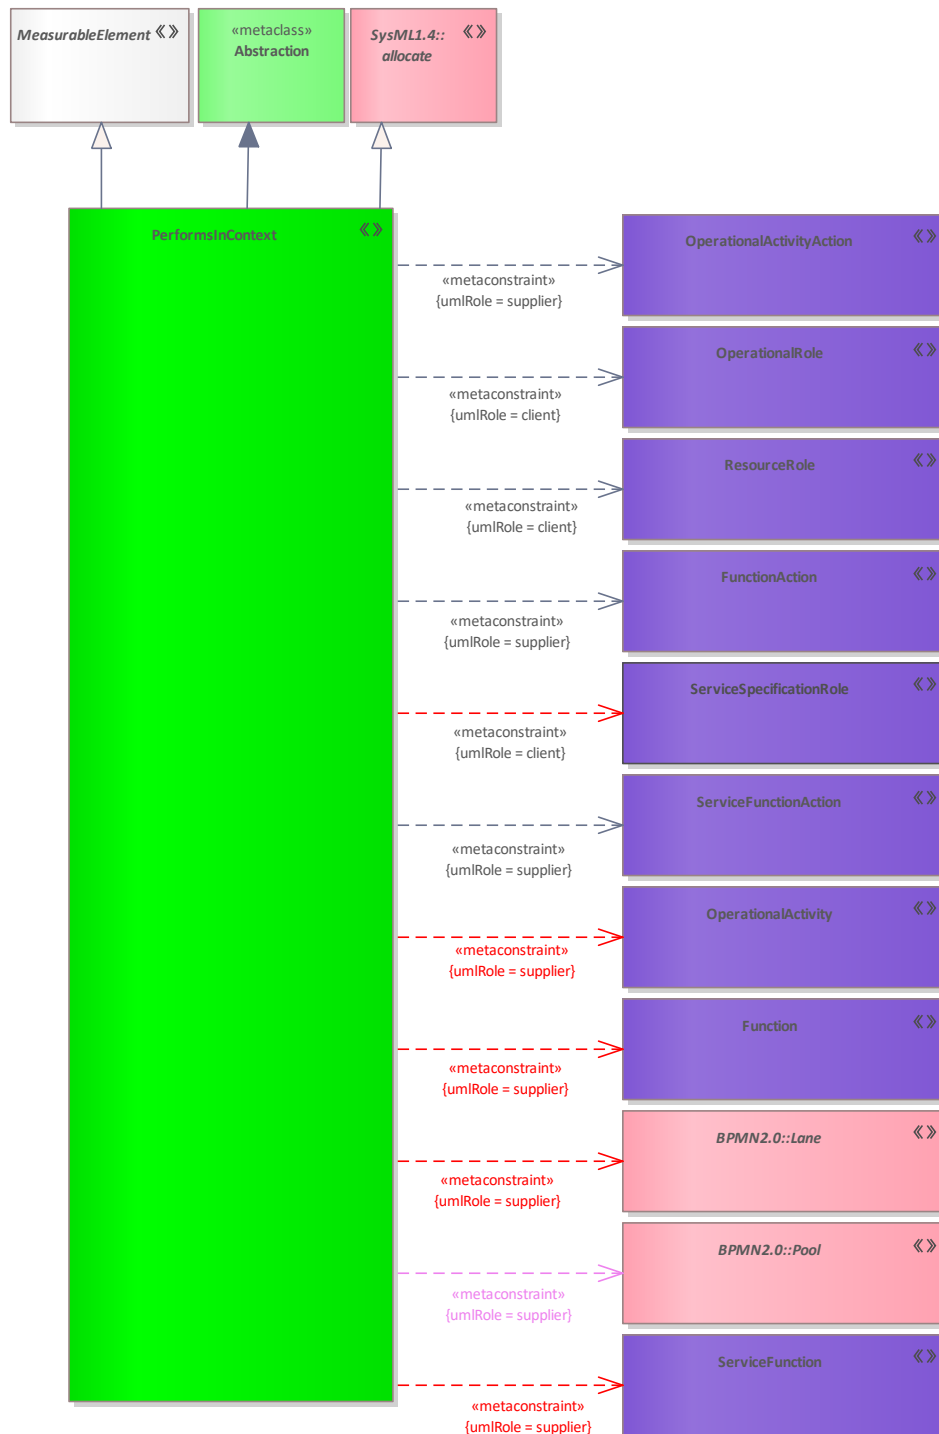 MeasurableElement «»
«metaclass»
Abstraction
SysML1.4:: «»
allocate
PerformsInContext «»
OperationalActivityAction «»
«metaconstraint»
{umlRole = supplier}
OperationalRole «»
«metaconstraint»
{umlRole = client}
ResourceRole «»
«metaconstraint»
{umlRole = client}
FunctionAction «»
«metaconstraint»
{umlRole = supplier}
ServiceSpecificationRole «»
«metaconstraint»
{umlRole = client}
ServiceFunctionAction «»
«metaconstraint»
{umlRole = supplier}
OperationalActivity «»
«metaconstraint»
{umlRole = supplier}
Function «»
«metaconstraint»
{umlRole = supplier}
BPMN2.0::Lane «»
«metaconstraint»
{umlRole = supplier}
BPMN2.0::Pool «»
«metaconstraint»
{umlRole = supplier}
ServiceFunction «»
«metaconstraint»
{umlRole = supplier}